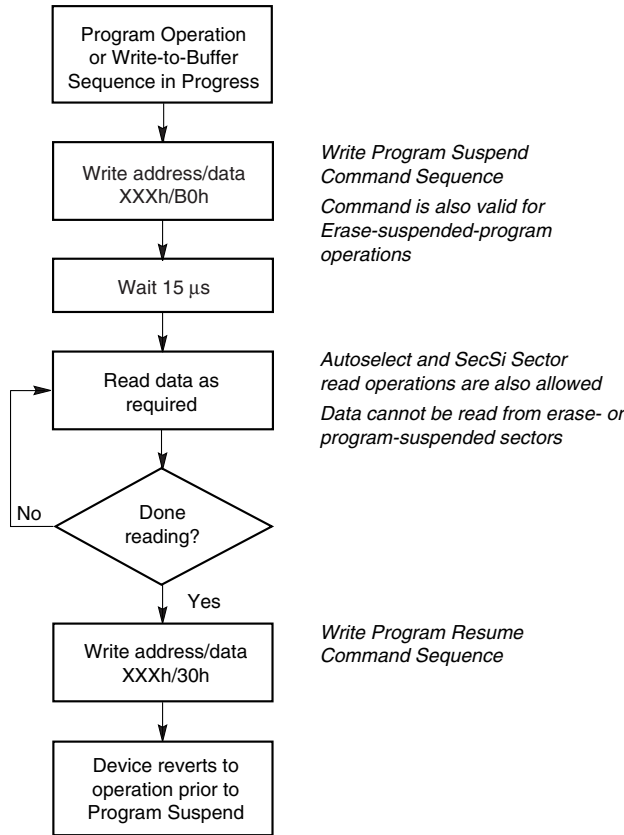 Program Operation
or Write-to-Buffer
Sequence in Progress
Write address/data
XXXh/B0h
Write Program Suspend
Command Sequence
Command is also valid for
Erase-suspended-program
operations
Wait 15 μs
Read data as
required
Autoselect and SecSi Sector
read operations are also allowed
Data cannot be read from erase- or
program-suspended sectors
Done
reading?
No
Yes
Write address/data
XXXh/30h
Write Program Resume
Command Sequence
Device reverts to
operation prior to
Program Suspend